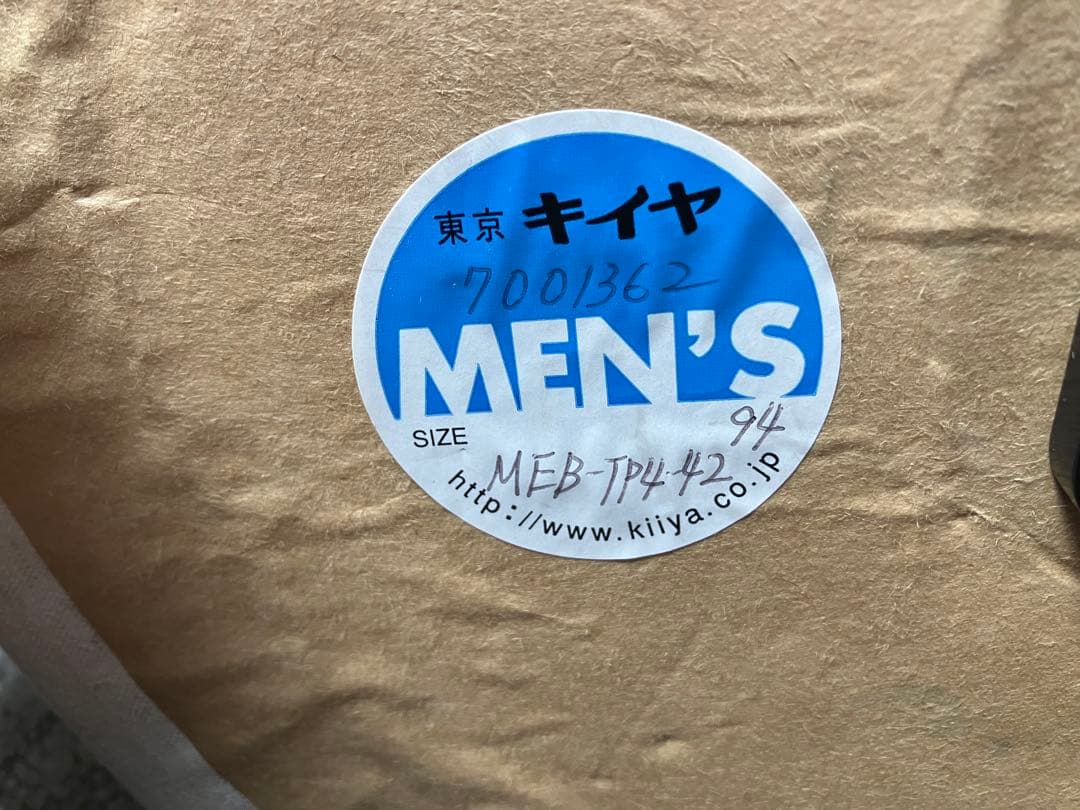 東京 キイヤ
7001362
MEN'S
94
SIZE
MEB-TP4-42
http://www.kiiya.co.jp